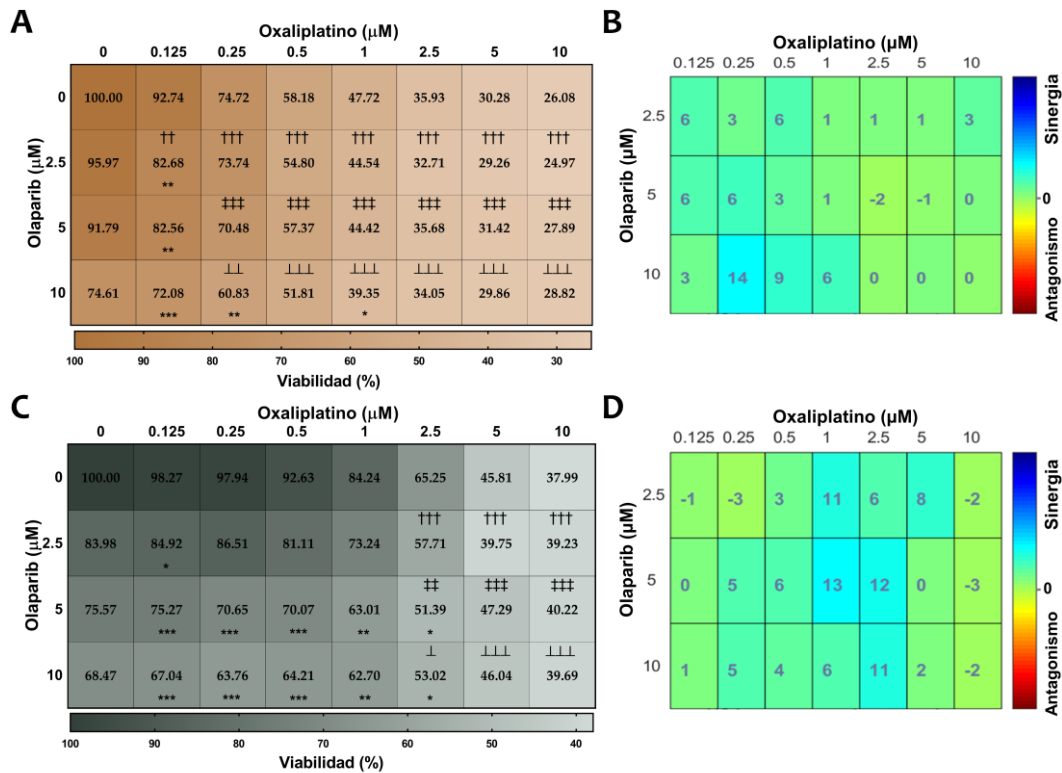 A
Oxaliplatino (μM)
0 0.125 0.25 0.5 1 2.5 5 10
Olaparib (μM)
0 100.00 92.74 74.72 58.18 47.72 35.93 30.28 26.08
†† ††† ††† ††† ††† ††† †††
2.5 95.97 82.68 73.74 54.80 44.54 32.71 29.26 24.97
**
‡‡‡ ‡‡‡ ‡‡‡ ‡‡‡ ‡‡‡ ‡‡‡
5 91.79 82.56 70.48 57.37 44.42 35.68 31.42 27.89
**
⊥⊥ ⊥⊥⊥ ⊥⊥⊥ ⊥⊥⊥ ⊥⊥⊥ ⊥⊥⊥
10 74.61 72.08 60.83 51.81 39.35 34.05 29.86 28.82
*** ** *
100 90 80 70 60 50 40 30
Viabilidad (%)
B
Oxaliplatino (μM)
0.125 0.25 0.5 1 2.5 5 10
Olaparib (μM)
2.5 6 3 6 1 1 1 3
5 6 6 3 1 -2 -1 0
10 3 14 9 6 0 0 0
Sinergia
0
Antagonismo
C
Oxaliplatino (μM)
0 0.125 0.25 0.5 1 2.5 5 10
Olaparib (μM)
0 100.00 98.27 97.94 92.63 84.24 65.25 45.81 37.99
††† ††† †††
2.5 83.98 84.92 86.51 81.11 73.24 57.71 39.75 39.23
*
‡‡ ‡‡‡ ‡‡‡
5 75.57 75.27 70.65 70.07 63.01 51.39 47.29 40.22
*** *** *** ** *
⊥ ⊥⊥⊥ ⊥⊥⊥
10 68.47 67.04 63.76 64.21 62.70 53.02 46.04 39.69
*** *** *** ** *
100 90 80 70 60 50 40
Viabilidad (%)
D
Oxaliplatino (μM)
0.125 0.25 0.5 1 2.5 5 10
Olaparib (μM)
2.5 -1 -3 3 11 6 8 -2
5 0 5 6 13 12 0 -3
10 1 5 4 6 11 2 -2
Sinergia
0
Antagonismo